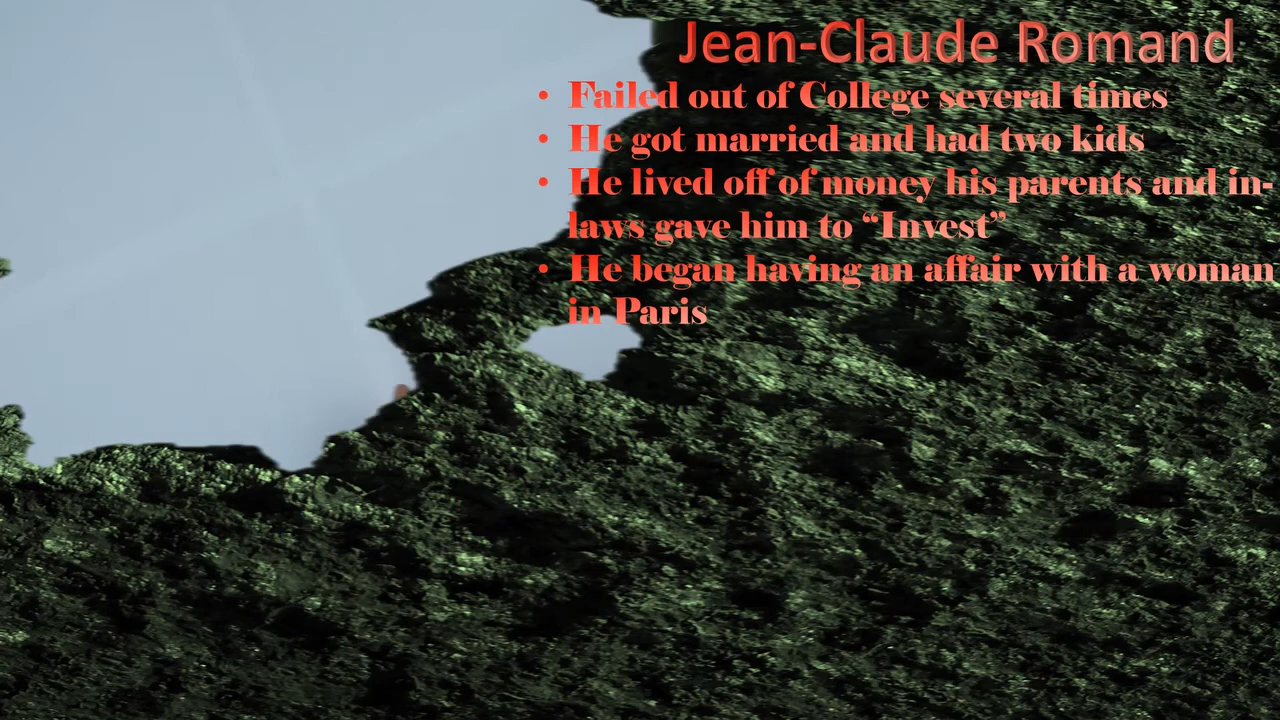 Jean-Claude Romand
• Failed out of College several times
• He got married and had two kids
• He lived off of money his parents and in-
laws gave him to “Invest”
• He began having an affair with a woman
in Paris